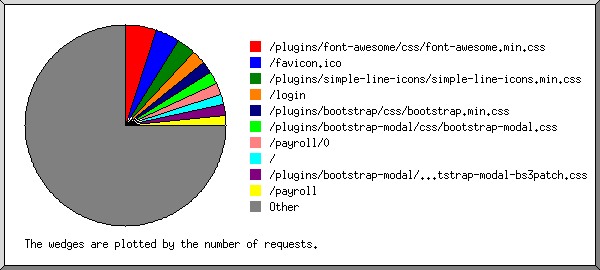 /plugins/font-awesome/css/font-awesome.min.css
/favicon.ico
/plugins/simple-line-icons/simple-line-icons.min.css
/login
/plugins/bootstrap/css/bootstrap.min.css
/plugins/bootstrap-modal/css/bootstrap-modal.css
/payroll/0
/
/plugins/bootstrap-modal/...tstrap-modal-bs3patch.css
/payroll
Other
The wedges are plotted by the number of requests.